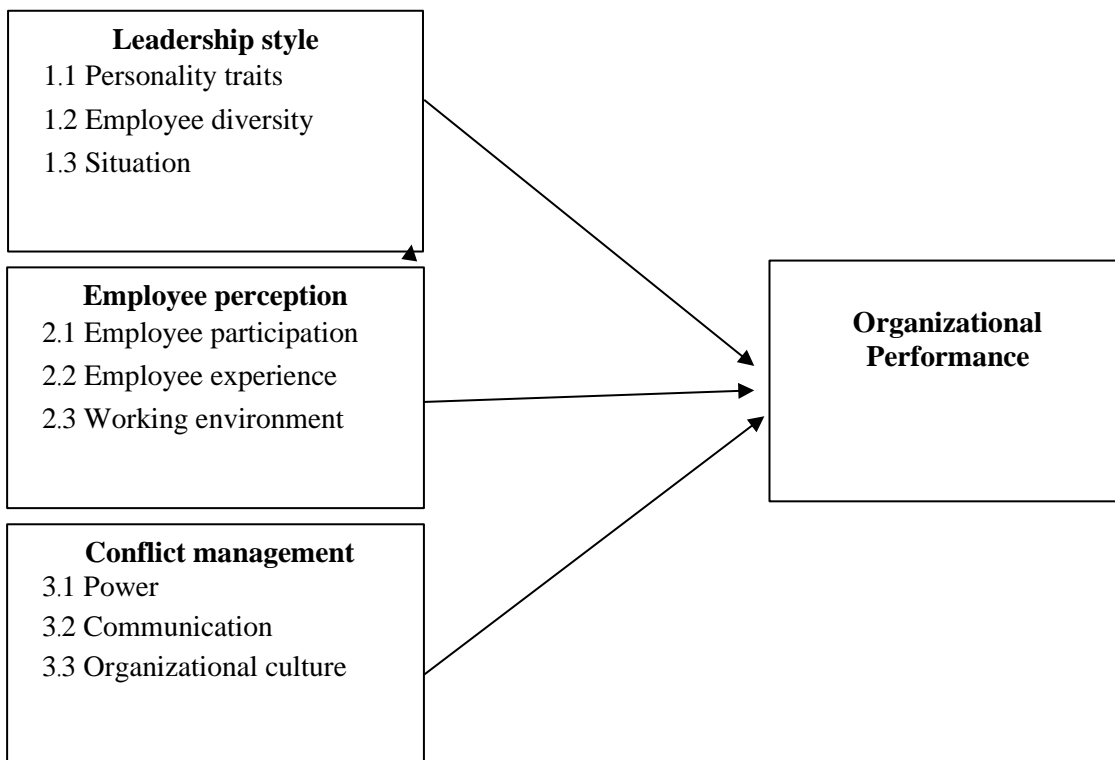 Leadership style
1.1 Personality traits
1.2 Employee diversity
1.3 Situation
Employee perception
2.1 Employee participation
2.2 Employee experience
2.3 Working environment
Conflict management
3.1 Power
3.2 Communication
3.3 Organizational culture
Organizational
Performance